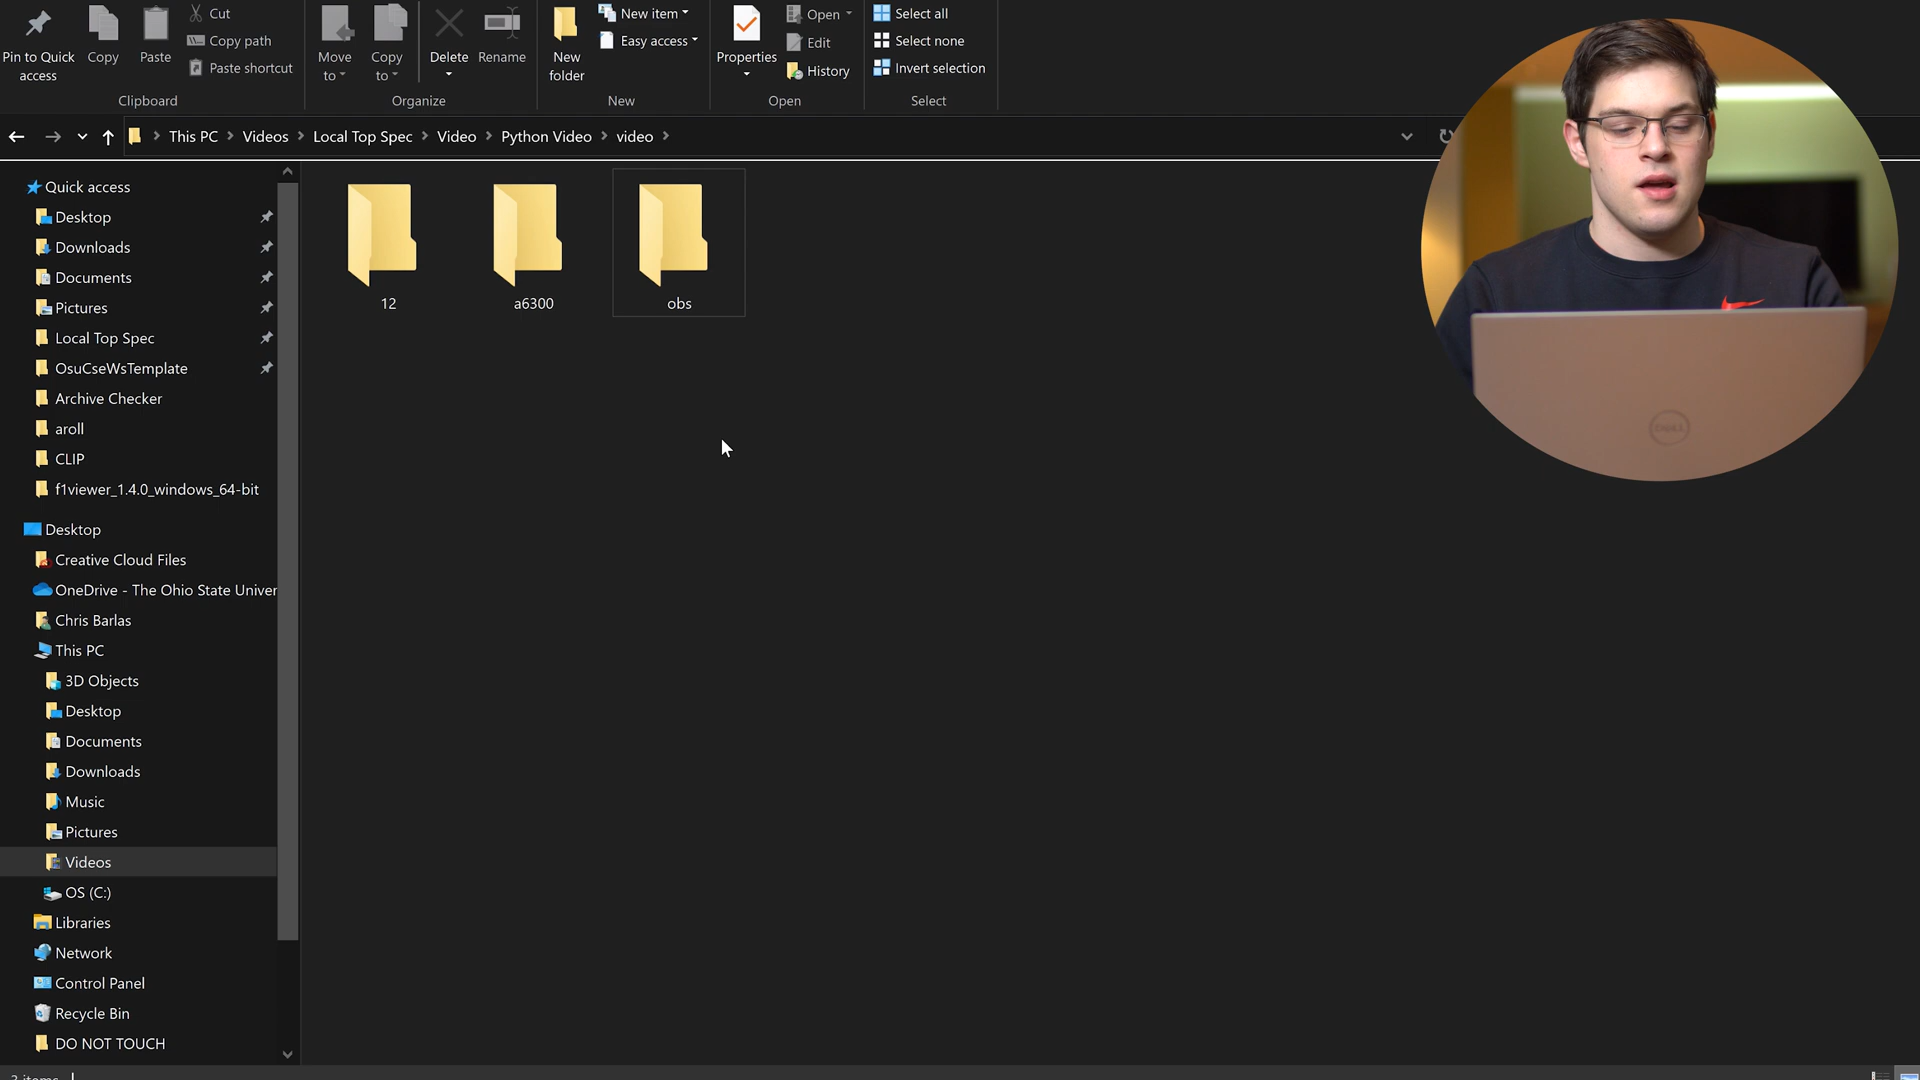 Pin to Quick access
Copy
Paste
Cut
Copy path
Paste shortcut
Clipboard
Move to
Copy to
Delete
Rename
Organize
New folder
New item
Easy access
New
Properties
Open
Edit
History
Open
Select all
Select none
Invert selection
Select
This PC > Videos > Local Top Spec > Video > Python Video > video >
Quick access
Desktop
Downloads
Documents
Pictures
Local Top Spec
OsuCseWsTemplate
Archive Checker
aroll
CLIP
f1viewer_1.4.0_windows_64-bit
Desktop
Creative Cloud Files
OneDrive - The Ohio State Univer
Chris Barlas
This PC
3D Objects
Desktop
Documents
Downloads
Music
Pictures
Videos
OS (C:)
Libraries
Network
Control Panel
Recycle Bin
DO NOT TOUCH
12
a6300
obs
3 items
DELL